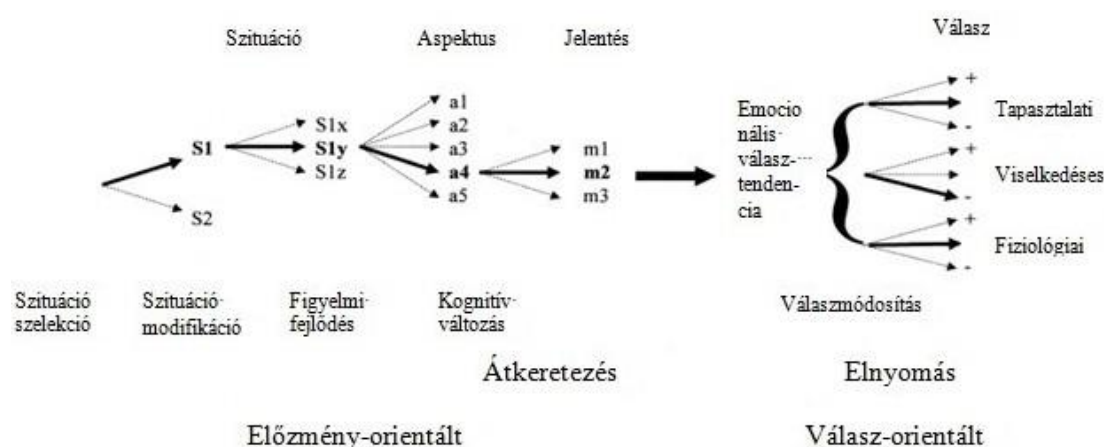 Szituáció
Aspektus
Jelentés
Válasz
S1
S2
S1x
S1y
S1z
a1
a2
a3
a4
a5
m1
m2
m3
Emocio
nális·
válasz-····
tenden-
cia
+
-
Tapasztalati
+
-
Viselkedéses
+
-
Fiziológiai
Szituáció
szelekció
Szituáció·
modifikáció
Figyelmi·
fejlődés
Kognitív·
változás
Válaszmódosítás
Átkeretezés
Elnyomás
Előzmény-orientált
Válasz-orientált